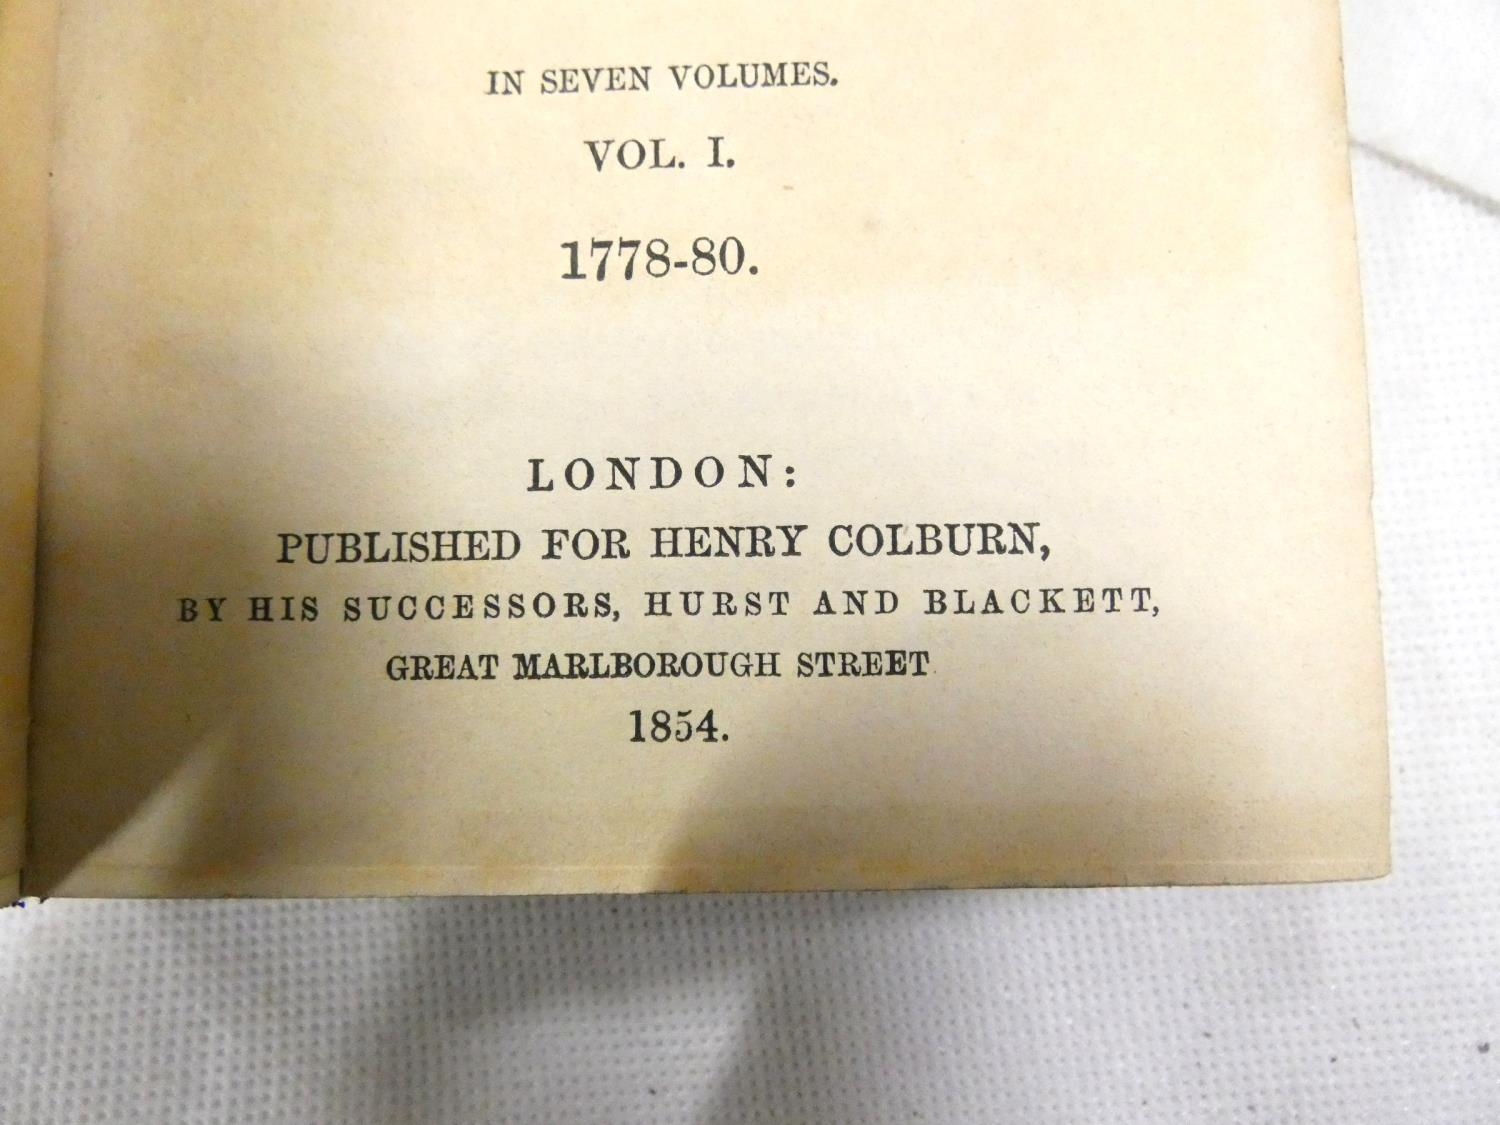 IN SEVEN VOLUMES.
VOL. I.
1778-80.
LONDON:
PUBLISHED FOR HENRY COLBURN,
BY HIS SUCCESSORS, HURST AND BLACKETT,
GREAT MARLBOROUGH STREET
1854.